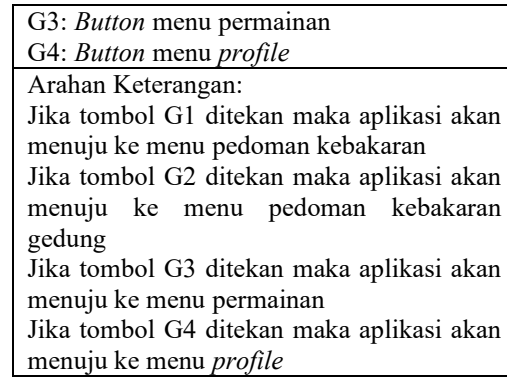 G3: Button menu permainan
G4: Button menu profile
Arahan Keterangan:
Jika tombol G1 ditekan maka aplikasi akan
menuju ke menu pedoman kebakaran
Jika tombol G2 ditekan maka aplikasi akan
menuju ke menu pedoman kebakaran
gedung
Jika tombol G3 ditekan maka aplikasi akan
menuju ke menu permainan
Jika tombol G4 ditekan maka aplikasi akan
menuju ke menu profile